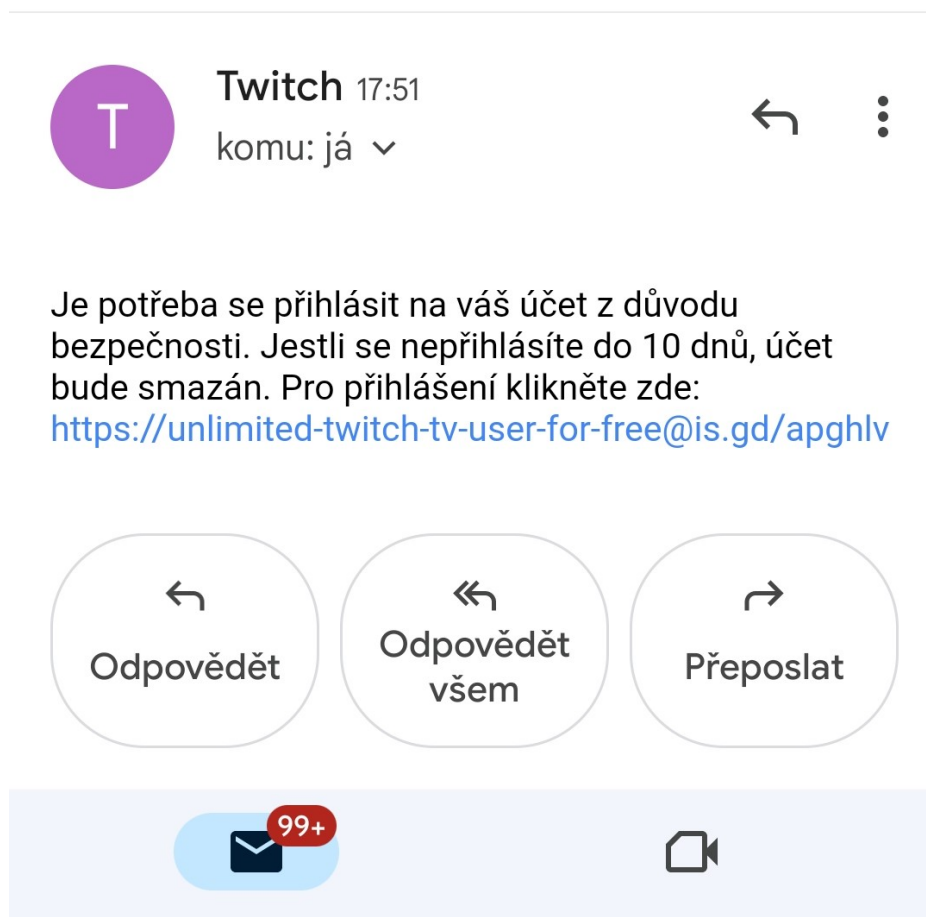 T
Twitch 17:51
komu: já
Je potřeba se přihlásit na váš účet z důvodu
bezpečnosti. Jestli se nepřihlásíte do 10 dnů, účet
bude smazán. Pro přihlášení klikněte zde:
https://unlimited-twitch-tv-user-for-free@is.gd/apghlv
Odpovědět
Odpovědět
všem
Přeposlat
99+